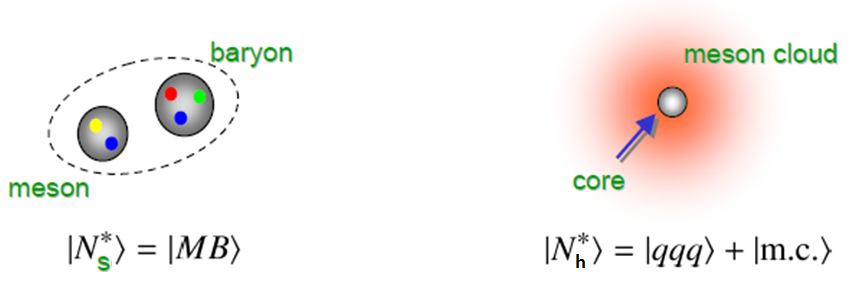 baryon
meson cloud
meson
core
|N*s⟩ = |MB⟩
|N*h⟩ = |qqq⟩ + |m.c.⟩